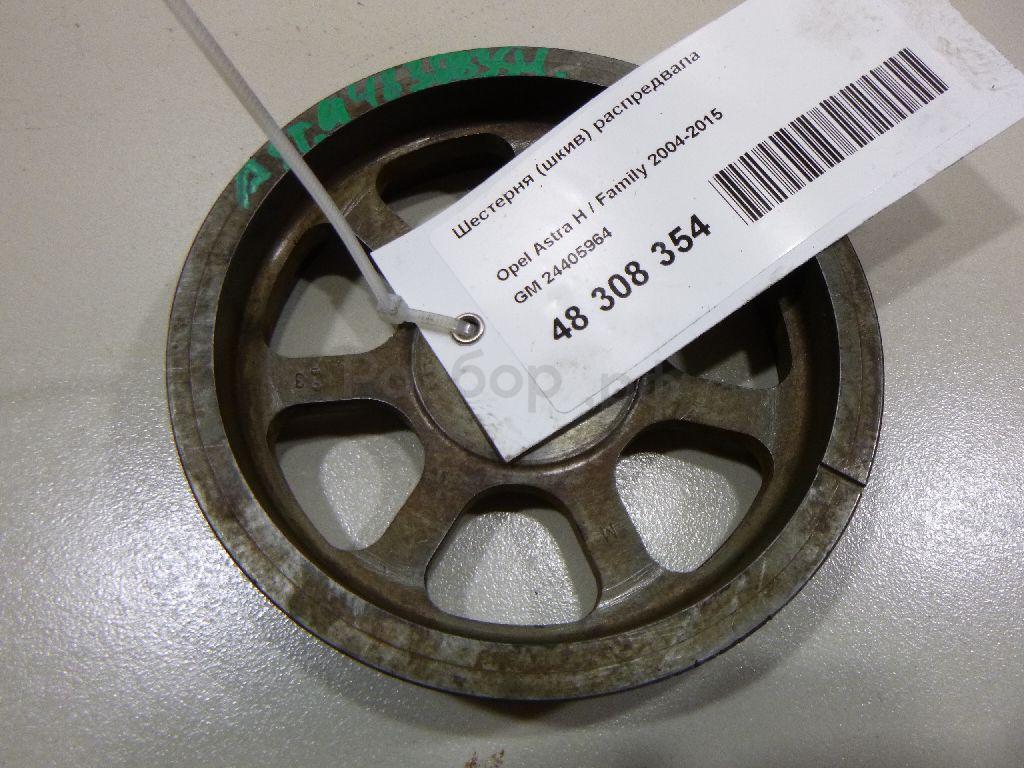 Шестерня (шкив) распредвала
Opel Astra H / Family 2004-2015
GM 24405964
48 308 354
M